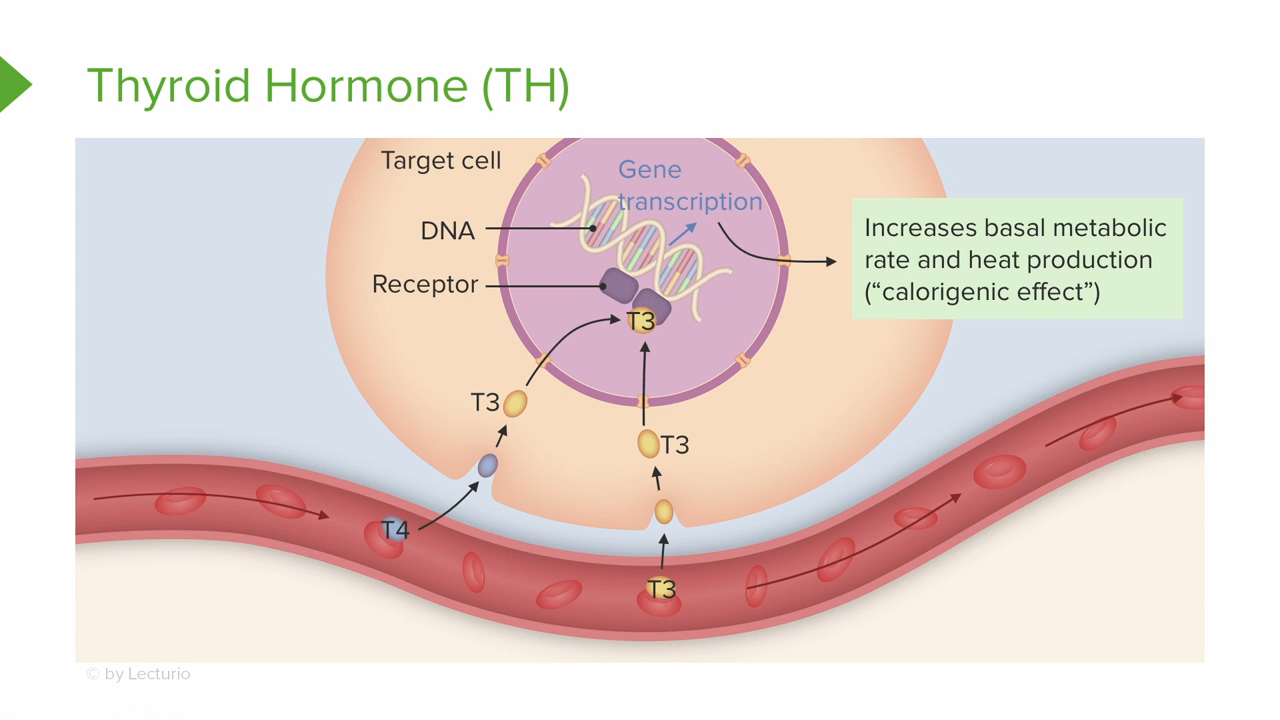 Thyroid Hormone (TH)
Target cell
Gene
transcription
DNA
Receptor
Increases basal metabolic
rate and heat production
(“calorigenic effect”)
T3
T3
T3
T4
T3
© by Lecturio